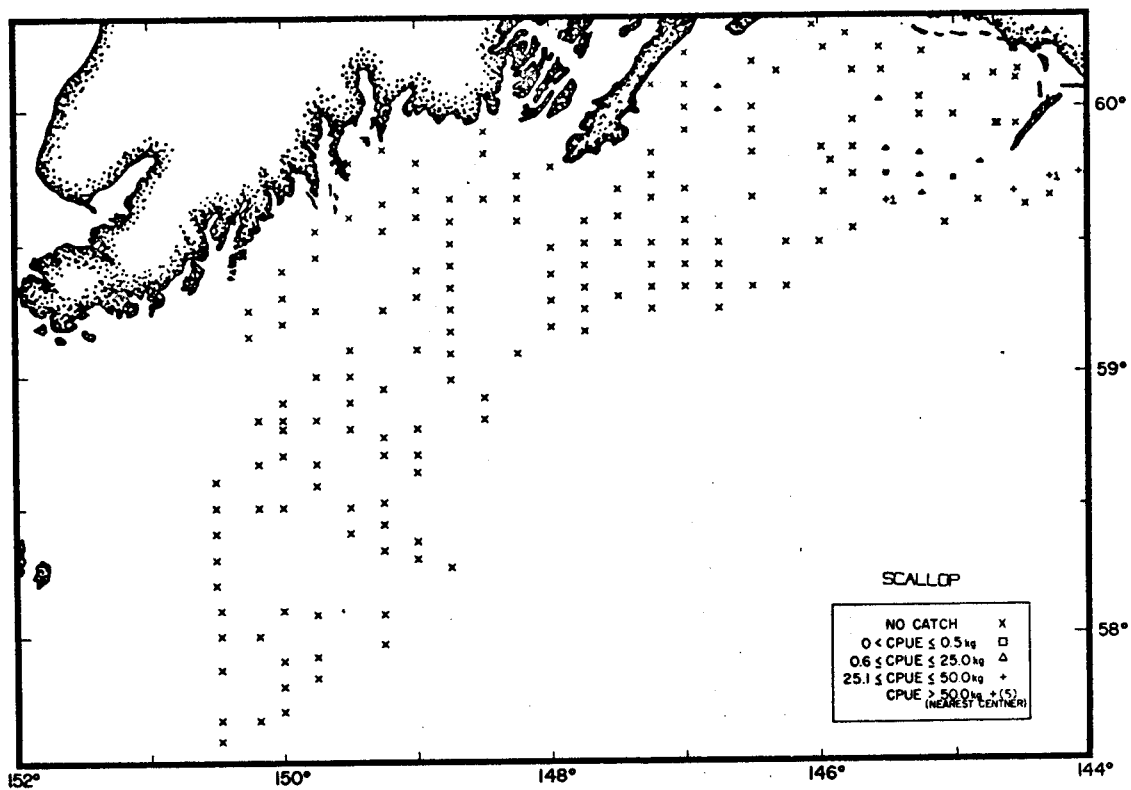 60°
+1
+1
59°
SCALLOP
NO CATCH x
0 < CPUE ≤ 0.5kg □
0.6 ≤ CPUE ≤ 25.0kg △
25.1 ≤ CPUE ≤ 50.0kg +
CPUE > 50.0kg +(5)
(NEAREST CENTNER)
58°
152° 150° 148° 146° 144°